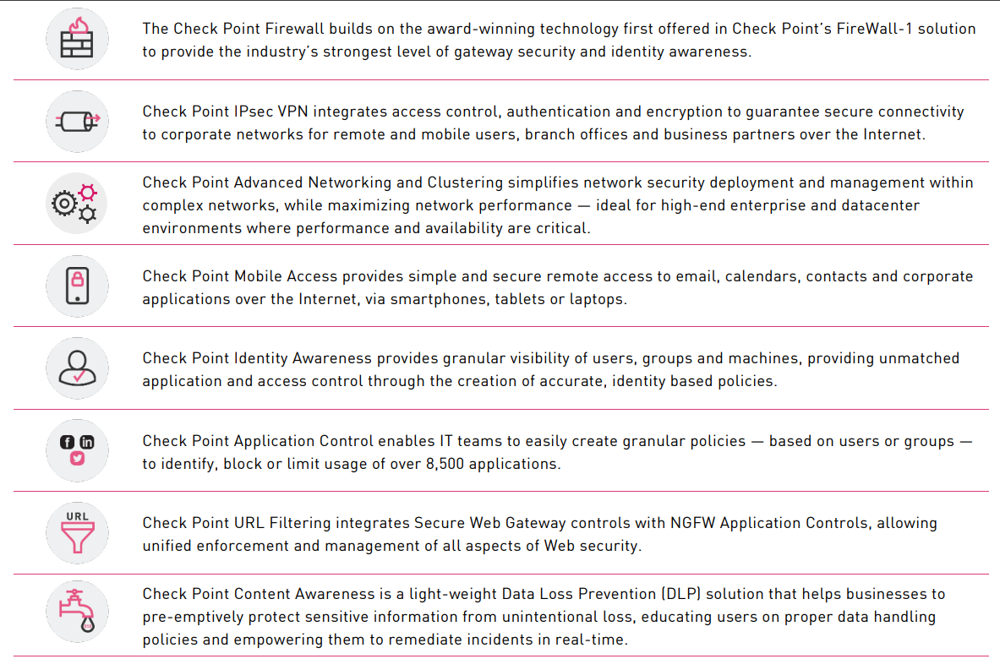 The Check Point Firewall builds on the award-winning technology first offered in Check Point's FireWall-1 solution
to provide the industry's strongest level of gateway security and identity awareness.
Check Point IPsec VPN integrates access control, authentication and encryption to guarantee secure connectivity
to corporate networks for remote and mobile users, branch offices and business partners over the Internet.
Check Point Advanced Networking and Clustering simplifies network security deployment and management within
complex networks, while maximizing network performance — ideal for high-end enterprise and datacenter
environments where performance and availability are critical.
Check Point Mobile Access provides simple and secure remote access to email, calendars, contacts and corporate
applications over the Internet, via smartphones, tablets or laptops.
Check Point Identity Awareness provides granular visibility of users, groups and machines, providing unmatched
application and access control through the creation of accurate, identity based policies.
f in
Check Point Application Control enables IT teams to easily create granular policies — based on users or groups —
to identify, block or limit usage of over 8,500 applications.
URL
Check Point URL Filtering integrates Secure Web Gateway controls with NGFW Application Controls, allowing
unified enforcement and management of all aspects of Web security.
Check Point Content Awareness is a light-weight Data Loss Prevention (DLP) solution that helps businesses to
pre-emptively protect sensitive information from unintentional loss, educating users on proper data handling
policies and empowering them to remediate incidents in real-time.